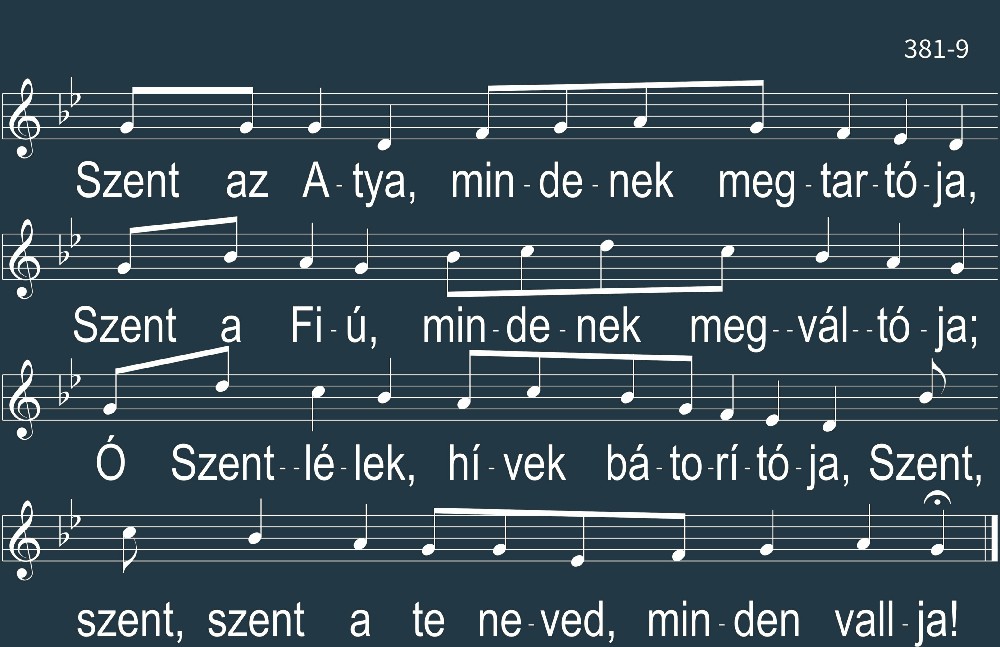 381-9
Szent az A - tya, min - de - nek meg - tar - tó - ja,
Szent a Fi - ú, min - de - nek meg - - vál - - tó - ja;
Ó Szent - - lé - lek, hí - vek bá - to - rí - tó - ja, Szent,
szent, szent a te ne - ved, min - den vall - ja!